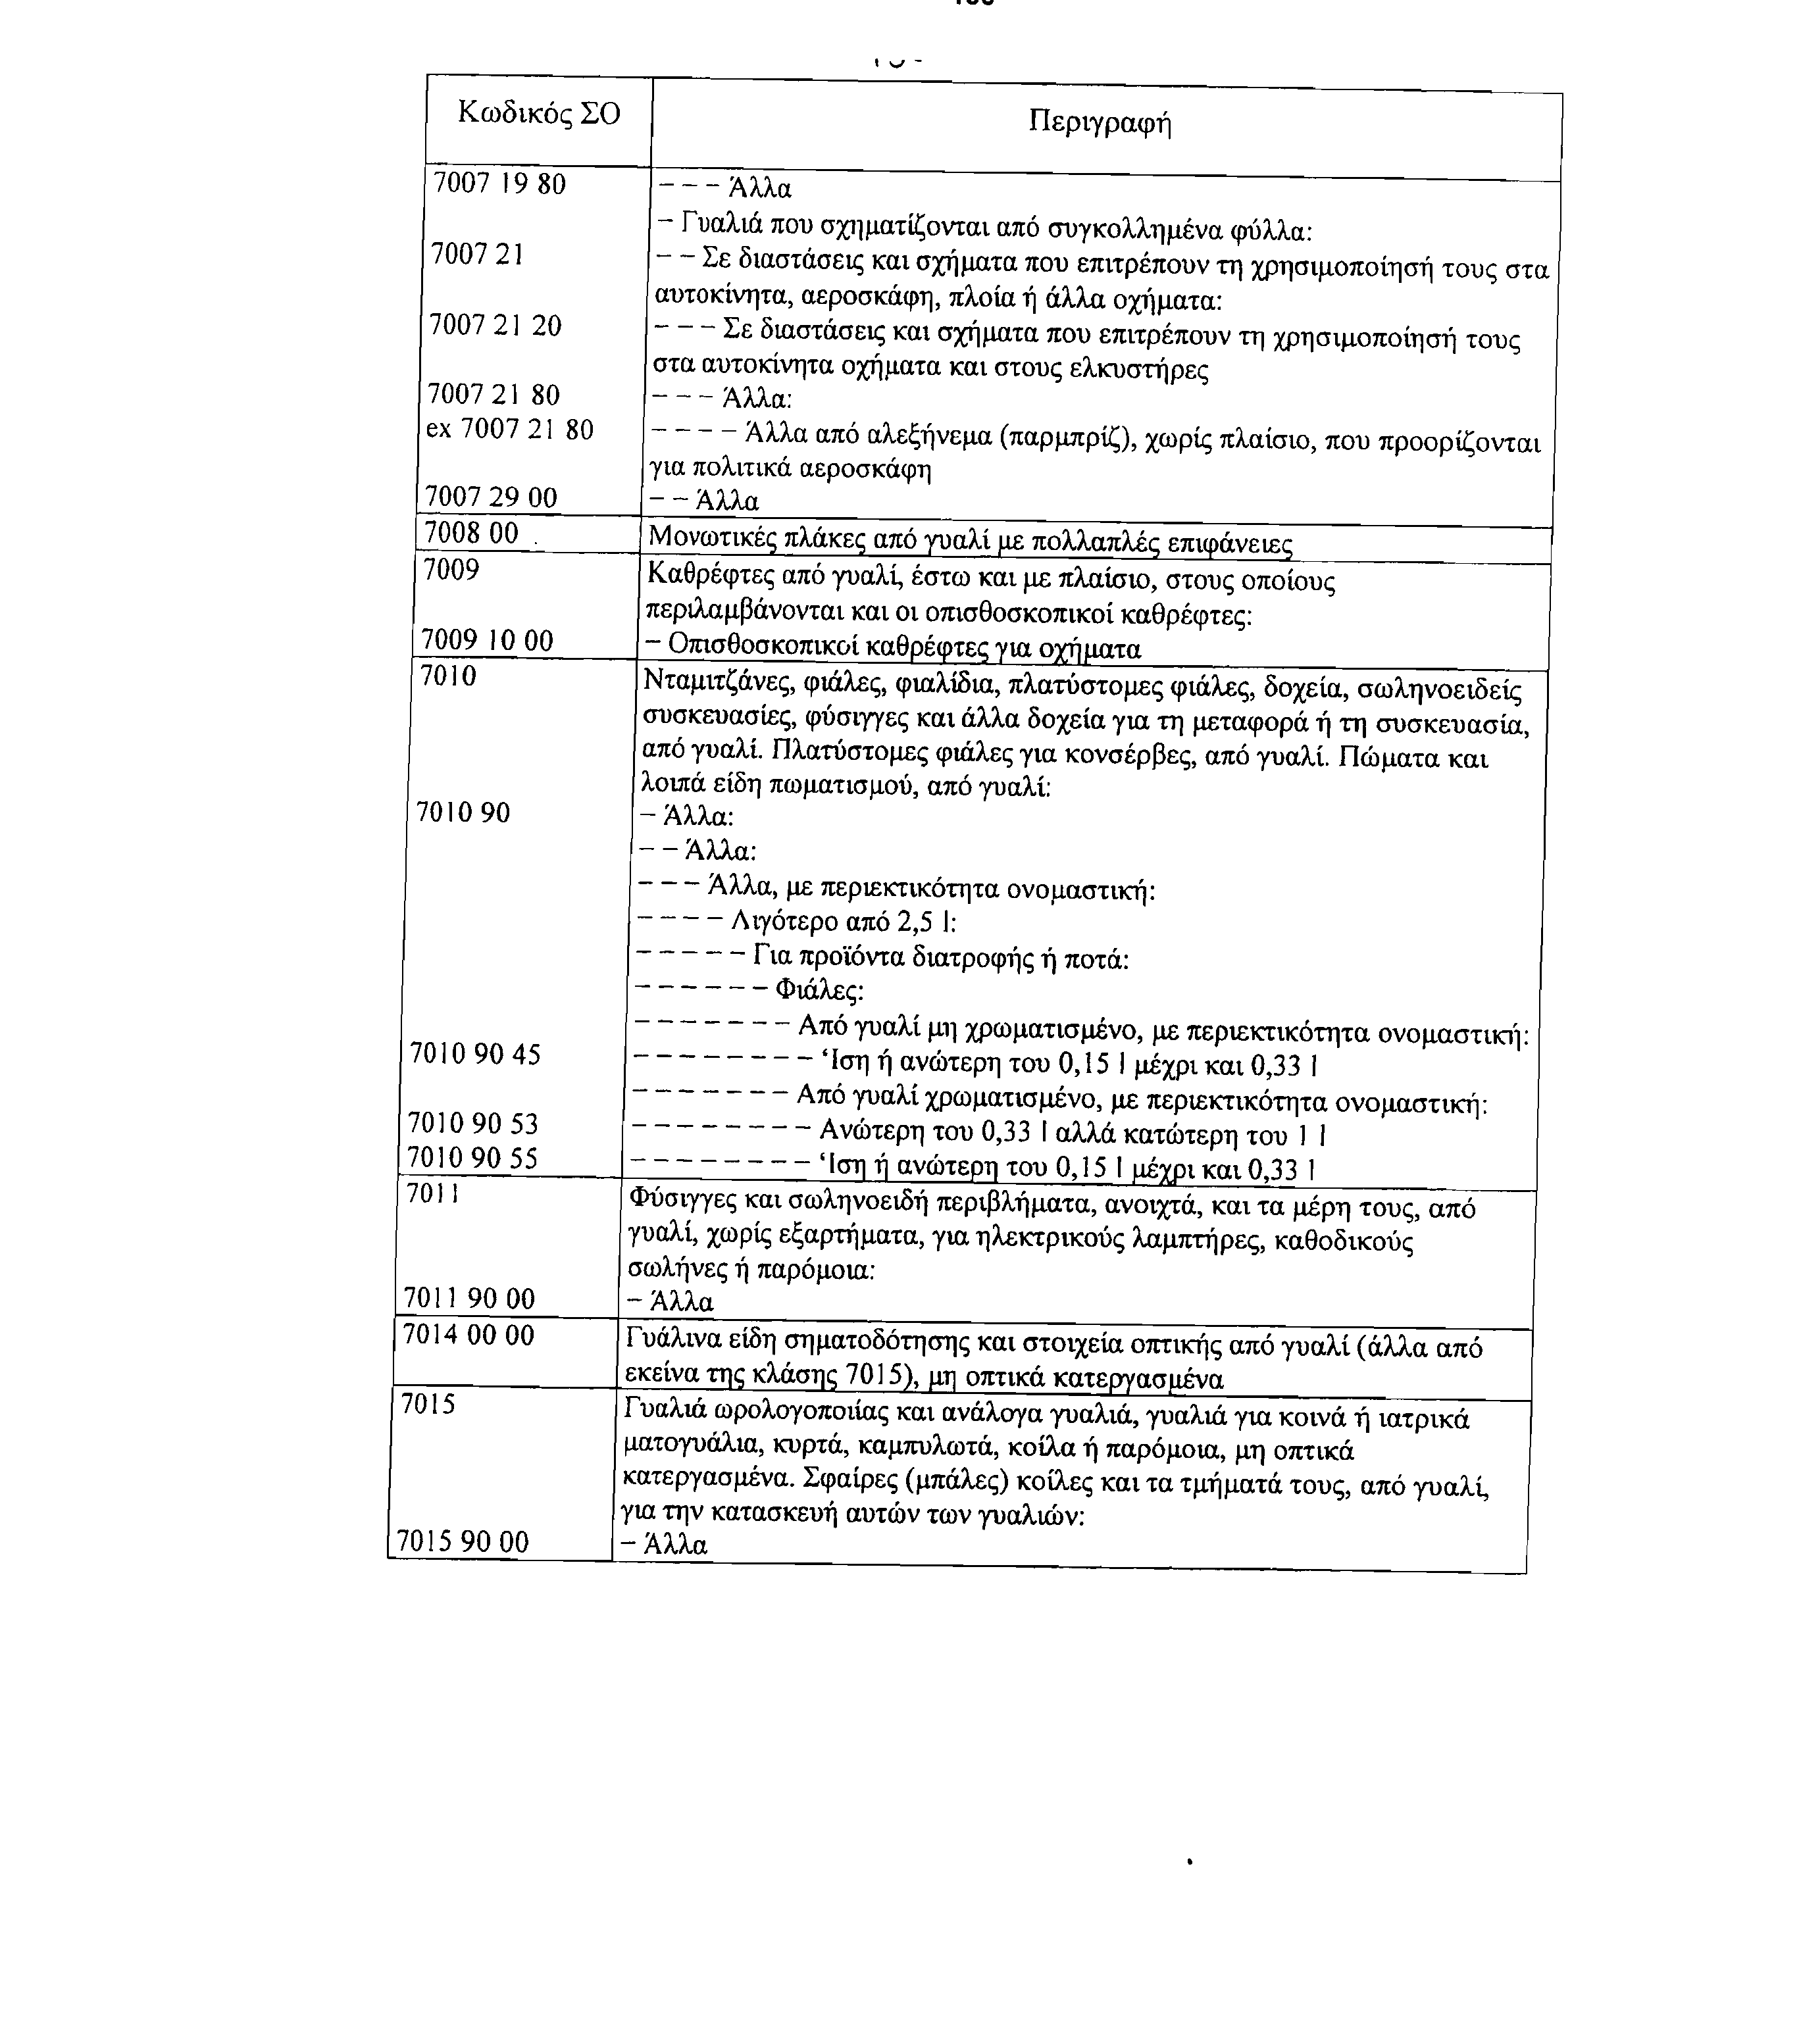 Κωδικός ΣΟ Περιγραφή
7007 19 80 – – – Άλλα
– Γυαλιά που σχηματίζονται από συγκολλημένα φύλλα:
7007 21 – – Σε διαστάσεις και σχήματα που επιτρέπουν τη χρησιμοποίησή τους στα
αυτοκίνητα, αεροσκάφη, πλοία ή άλλα οχήματα:
7007 21 20 – – – Σε διαστάσεις και σχήματα που επιτρέπουν τη χρησιμοποίησή τους
στα αυτοκίνητα οχήματα και στους ελκυστήρες
7007 21 80 – – – Άλλα:
ex 7007 21 80 – – – – Άλλα από αλεξήνεμα (παρμπρίζ), χωρίς πλαίσιο, που προορίζονται
για πολιτικά αεροσκάφη
7007 29 00 – – Άλλα
7008 00 Μονωτικές πλάκες από γυαλί με πολλαπλές επιφάνειες
7009 Καθρέφτες από γυαλί, έστω και με πλαίσιο, στους οποίους
περιλαμβάνονται και οι οπισθοσκοπικοί καθρέφτες:
7009 10 00 – Οπισθοσκοπικοί καθρέφτες για οχήματα
7010 Νταμιτζάνες, φιάλες, φιαλίδια, πλατύστομες φιάλες, δοχεία, σωληνοειδείς
συσκευασίες, φύσιγγες και άλλα δοχεία για τη μεταφορά ή τη συσκευασία,
από γυαλί. Πλατύστομες φιάλες για κονσέρβες, από γυαλί. Πώματα και
λοιπά είδη πωματισμού, από γυαλί:
7010 90 – Άλλα:
– – Άλλα:
– – – Άλλα, με περιεκτικότητα ονομαστική:
– – – – Λιγότερο από 2,5 l:
– – – – – Για προϊόντα διατροφής ή ποτά:
– – – – – – Φιάλες:
– – – – – – – Από γυαλί μη χρωματισμένο, με περιεκτικότητα ονομαστική:
7010 90 45 – – – – – – – – ‘Ιση ή ανώτερη του 0,15 l μέχρι και 0,33 l
– – – – – – – Από γυαλί χρωματισμένο, με περιεκτικότητα ονομαστική:
7010 90 53 – – – – – – – – Ανώτερη του 0,33 l αλλά κατώτερη του 1 l
7010 90 55 – – – – – – – – ‘Ιση ή ανώτερη του 0,15 l μέχρι και 0,33 l
7011 Φύσιγγες και σωληνοειδή περιβλήματα, ανοιχτά, και τα μέρη τους, από
γυαλί, χωρίς εξαρτήματα, για ηλεκτρικούς λαμπτήρες, καθοδικούς
σωλήνες ή παρόμοια:
7011 90 00 – Άλλα
7014 00 00 Γυάλινα είδη σηματοδότησης και στοιχεία οπτικής από γυαλί (άλλα από
εκείνα της κλάσης 7015), μη οπτικά κατεργασμένα
7015 Γυαλιά ωρολογοποιίας και ανάλογα γυαλιά, γυαλιά για κοινά ή ιατρικά
ματογυάλια, κυρτά, καμπυλωτά, κοίλα ή παρόμοια, μη οπτικά
κατεργασμένα. Σφαίρες (μπάλες) κοίλες και τα τμήματά τους, από γυαλί,
για την κατασκευή αυτών των γυαλιών:
7015 90 00 – Άλλα